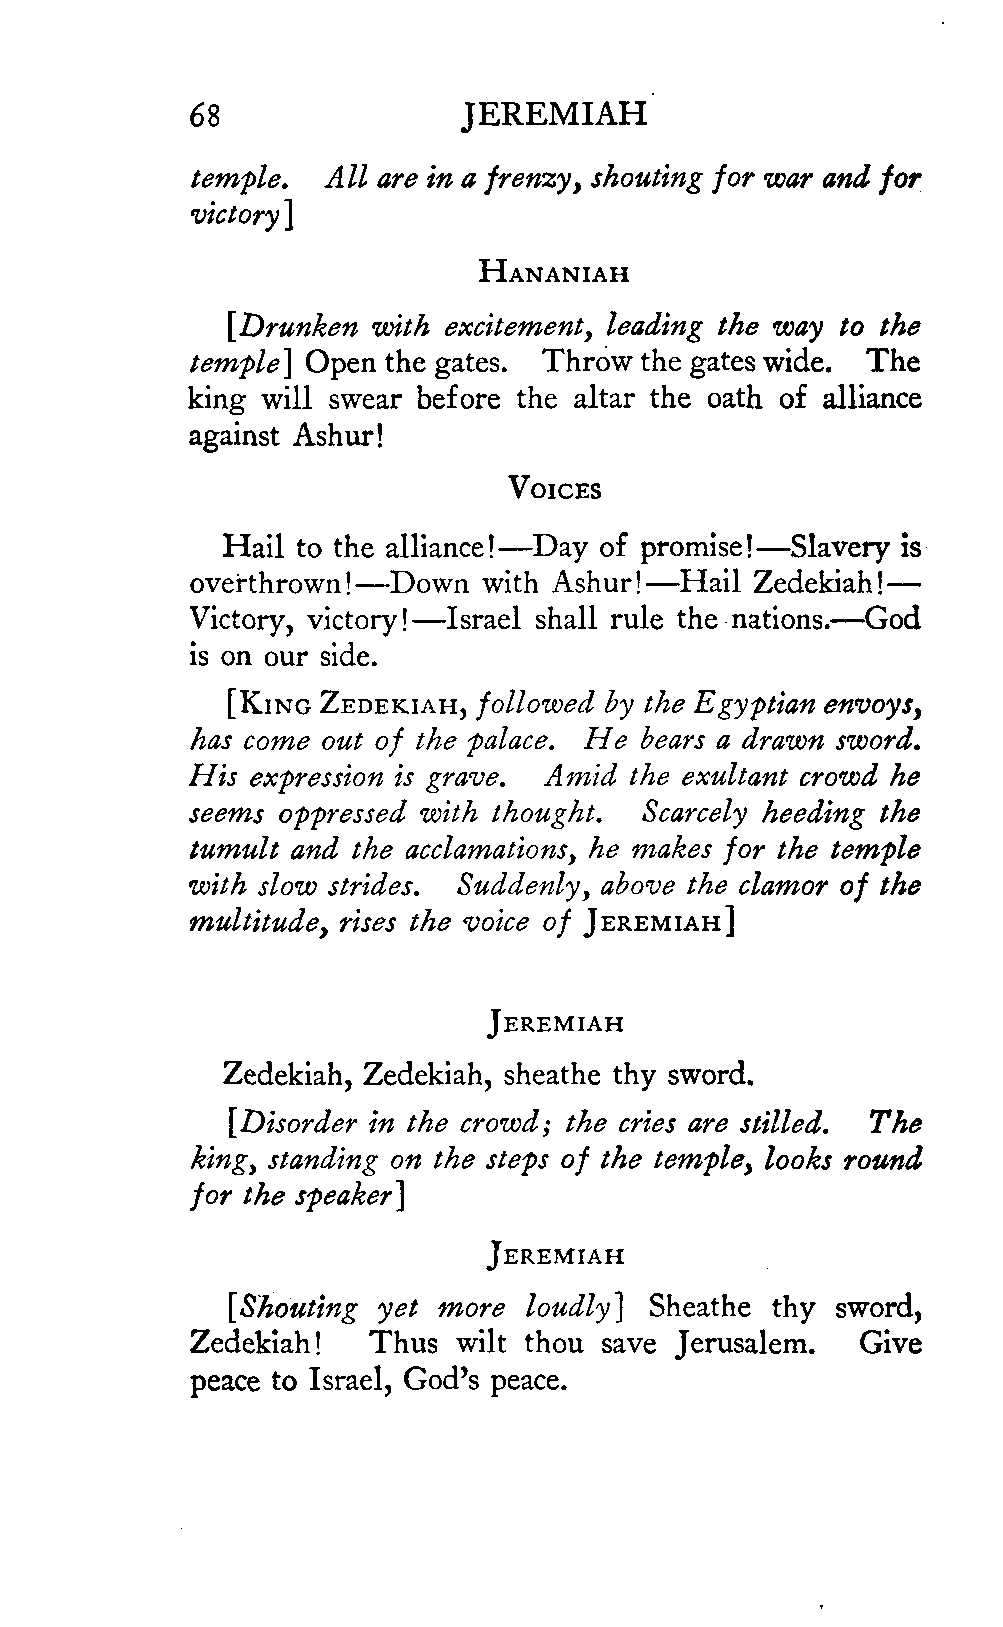 68 JEREMIAH
temple. All are in a frenzy, shouting for war and for
victory]
HANANIAH
[Drunken with excitement, leading the way to the
temple] Open the gates. Throw the gates wide. The
king will swear before the altar the oath of alliance
against Ashur!
VOICES
Hail to the alliance!—Day of promise!—Slavery is
overthrown!—Down with Ashur!—Hail Zedekiah!—
Victory, victory!—Israel shall rule the nations.—God
is on our side.
[KING ZEDEKIAH, followed by the Egyptian envoys,
has come out of the palace. He bears a drawn sword.
His expression is grave. Amid the exultant crowd he
seems oppressed with thought. Scarcely heeding the
tumult and the acclamations, he makes for the temple
with slow strides. Suddenly, above the clamor of the
multitude, rises the voice of JEREMIAH]
JEREMIAH
Zedekiah, Zedekiah, sheathe thy sword.
[Disorder in the crowd; the cries are stilled. The
king, standing on the steps of the temple, looks round
for the speaker]
JEREMIAH
[Shouting yet more loudly] Sheathe thy sword,
Zedekiah! Thus wilt thou save Jerusalem. Give
peace to Israel, God's peace.